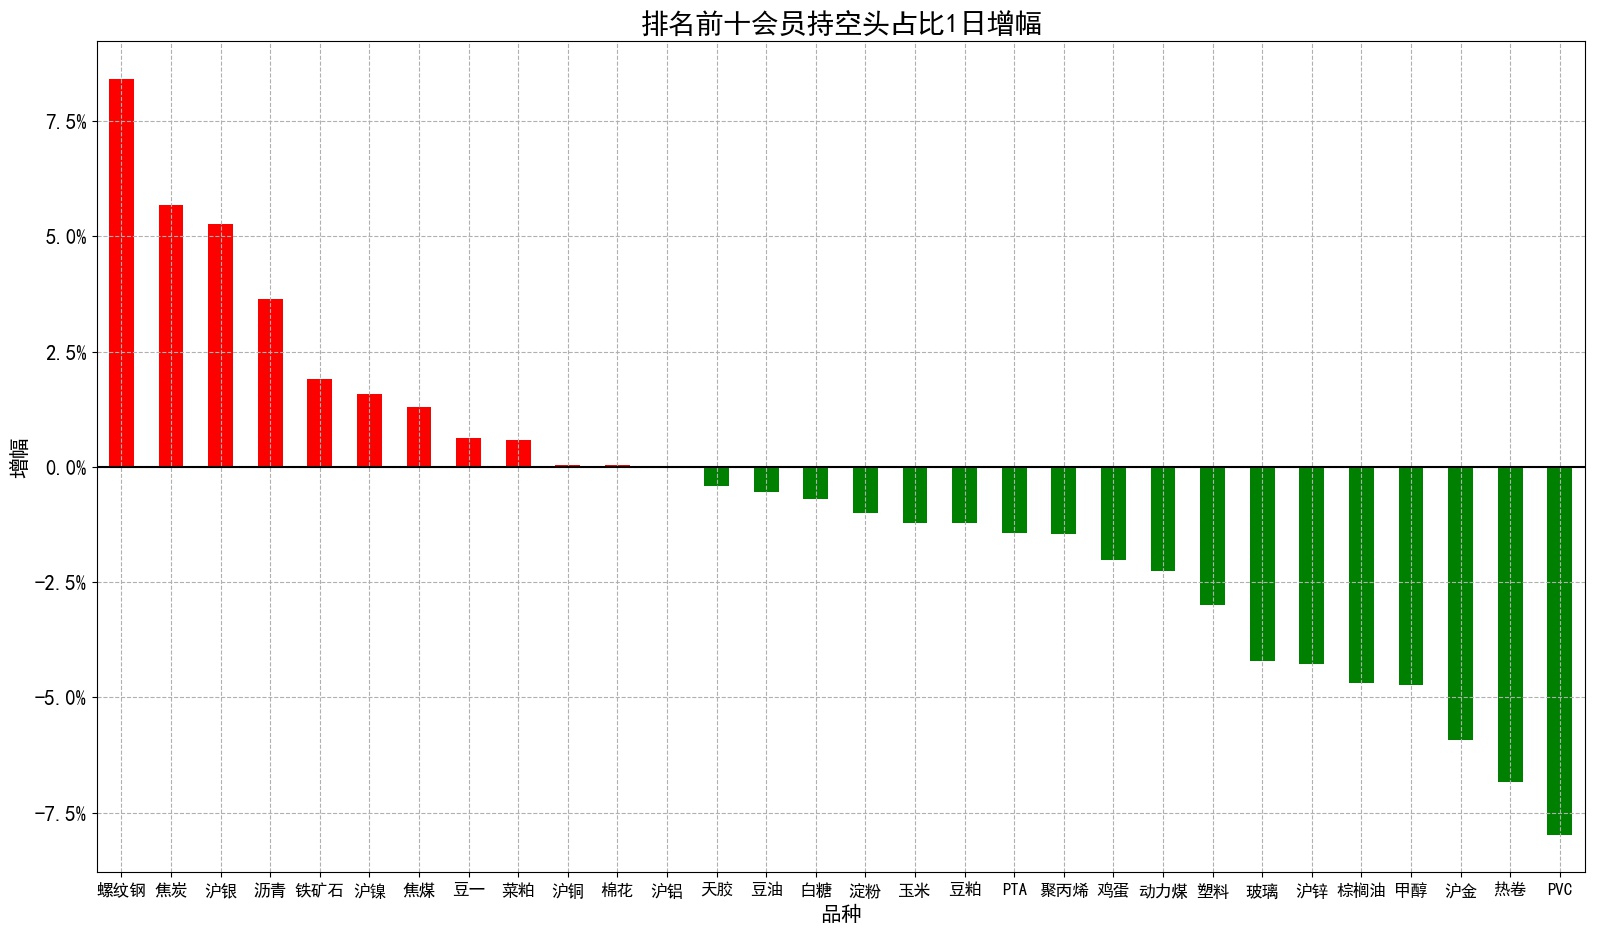 排名前十会员持空头占比1日增幅
增幅
7.5%
5.0%
2.5%
0.0%
−2.5%
−5.0%
−7.5%
螺纹钢 焦炭 沪银 沥青 铁矿石 沪镍 焦煤 豆一 菜粕 沪铜 棉花 沪铝 天胶 豆油 白糖 淀粉 玉米 豆粕 PTA 聚丙烯 鸡蛋 动力煤 塑料 玻璃 沪锌 棕榈油 甲醇 沪金 热卷 PVC
品种